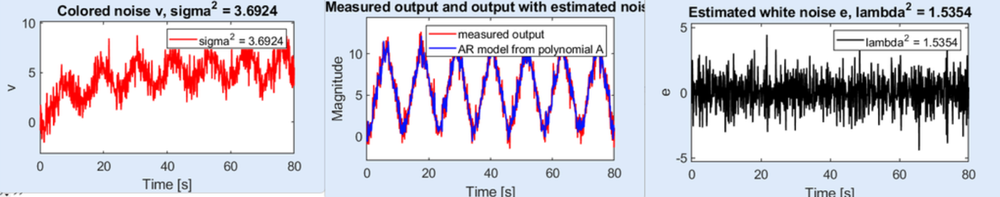 Colored noise v, sigma² = 3.6924
10
5
0
v
sigma² = 3.6924
0 20 40 60 80
Time [s]
Measured output and output with estimated nois
measured output
AR model from polynomial A
10
5
0
Magnitude
0 20 40 60 80
Time [s]
Estimated white noise e, lambda² = 1.5354
5
0
-5
e
lambda² = 1.5354
0 20 40 60 80
Time [s]